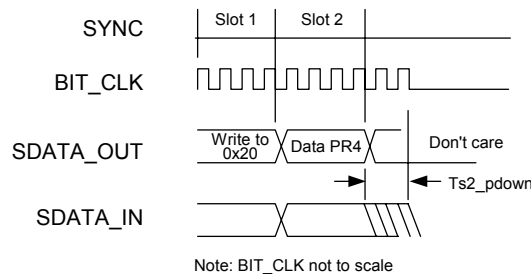 Slot 1
Slot 2
SYNC
BIT_CLK
SDATA_OUT
Write to
0x20
Data PR4
Don't care
Ts2_pdown
SDATA_IN
Note: BIT_CLK not to scale